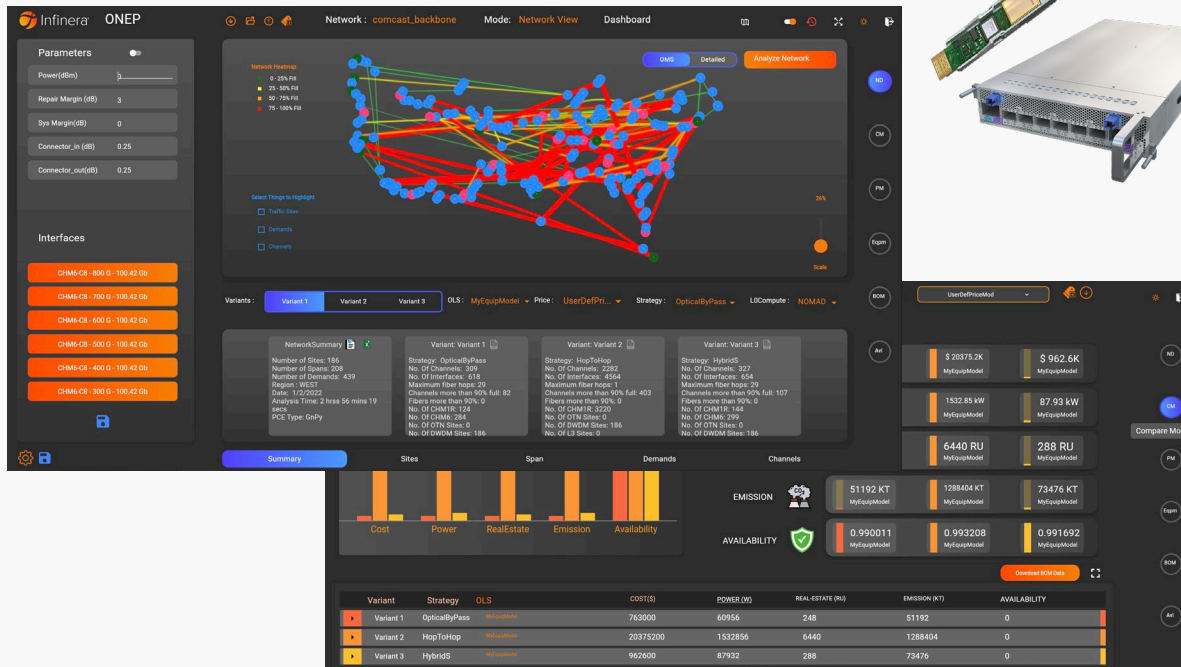 Infinera ONEP
Network : comcast_backbone
Mode: Network View
Dashboard
Parameters
Power(dBm)
Repair Margin (dB) 3
Sys Margin(dB) 0
Connector_in (dB) 0.25
Connector_out(dB) 0.25
Interfaces
CHM6-C8 - 800 G - 100.42 Gb
CHM6-C8 - 700 G - 100.42 Gb
CHM6-C8 - 600 G - 100.42 Gb
CHM6-C8 - 500 G - 100.42 Gb
CHM6-C8 - 400 G - 100.42 Gb
CHM6-C8 - 300 G - 100.42 Gb
Network Heatmap
0 - 25% Fill
25 - 50% Fill
50 - 75% Fill
75 - 100% Fill
OMS Detailed
Analyze Network
Select Things to Highlight
Traffic Sites
Demands
Channels
26%
Scale
ND
CM
PM
Eqpm
BOM
Avl
Variants : Variant 1 Variant 2 Variant 3 OLS : MyEquipModel Price : UserDefPri... Strategy : OpticalByPass L0Compute : NOMAD
NetworkSummary
Number of Sites: 186
Number of Spans: 208
Number of Demands: 439
Region : WEST
Date: 1/2/2022
Analysis Time: 2 hrsa 56 mins 19
secs
PCE Type: GnPy
Variant: Variant 1
Strategy: OpticalByPass
No. Of Channels: 309
No. Of Interfaces: 618
Maximum fiber hops: 29
Channels more than 90% full: 82
Fibers more than 90%: 0
No. Of CHM1R: 124
No. Of CHM6: 284
No. Of OTN Sites: 0
No. Of DWDM Sites: 186
Variant: Variant 2
Strategy: HopToHop
No. Of Channels: 2282
No. Of Interfaces: 4564
Maximum fiber hops: 1
Channels more than 90% full: 403
Fibers more than 90%: 0
No. Of CHM1R: 3220
No. Of OTN Sites: 0
No. Of DWDM Sites: 186
No. Of L3 Sites: 0
Variant: Variant 3
Strategy: HybridS
No. Of Channels: 327
No. Of Interfaces: 654
Maximum fiber hops: 29
Channels more than 90% full: 107
Fibers more than 90%: 0
No. Of CHM1R: 144
No. Of CHM6: 299
No. Of OTN Sites: 0
No. Of DWDM Sites: 186
Summary Sites Span Demands Channels
UserDefPriceMod
$ 20375.2K
MyEquipModel
$ 962.6K
MyEquipModel
1532.85 kW
MyEquipModel
87.93 kW
MyEquipModel
6440 RU
MyEquipModel
288 RU
MyEquipModel
ND
CM
Compare Mo
PM
Eqpm
BOM
Avl
Cost Power RealEstate Emission Availability
EMISSION
CO2
51192 KT
MyEquipModel
1288404 KT
MyEquipModel
73476 KT
MyEquipModel
AVAILABILITY
0.990011
MyEquipModel
0.993208
MyEquipModel
0.991692
MyEquipModel
Download BOM Data
Variant Strategy OLS COST($) POWER (W) REAL-ESTATE (RU) EMISSION (KT) AVAILABILITY
Variant 1 OpticalByPass MyEquipModel 763000 60956 248 51192 0
Variant 2 HopToHop MyEquipModel 20375200 1532856 6440 1288404 0
Variant 3 HybridS MyEquipModel 962600 87932 288 73476 0